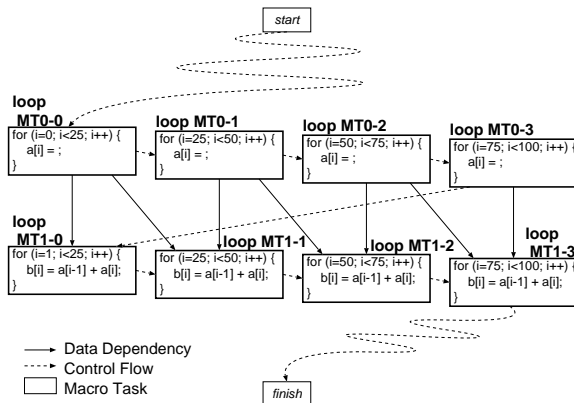 start
loop
MT0-0
for (i=0; i<25; i++) {
a[i] = ;
}
loop MT0-1
for (i=25; i<50; i++) {
a[i] = ;
}
loop MT0-2
for (i=50; i<75; i++) {
a[i] = ;
}
loop MT0-3
for (i=75; i<100; i++) {
a[i] = ;
}
loop
MT1-0
for (i=1; i<25; i++) {
b[i] = a[i-1] + a[i];
}
loop MT1-1
for (i=25; i<50; i++) {
b[i] = a[i-1] + a[i];
}
loop MT1-2
for (i=50; i<75; i++) {
b[i] = a[i-1] + a[i];
}
loop
MT1-3
for (i=75; i<100; i++) {
b[i] = a[i-1] + a[i];
}
Data Dependency
Control Flow
Macro Task
finish